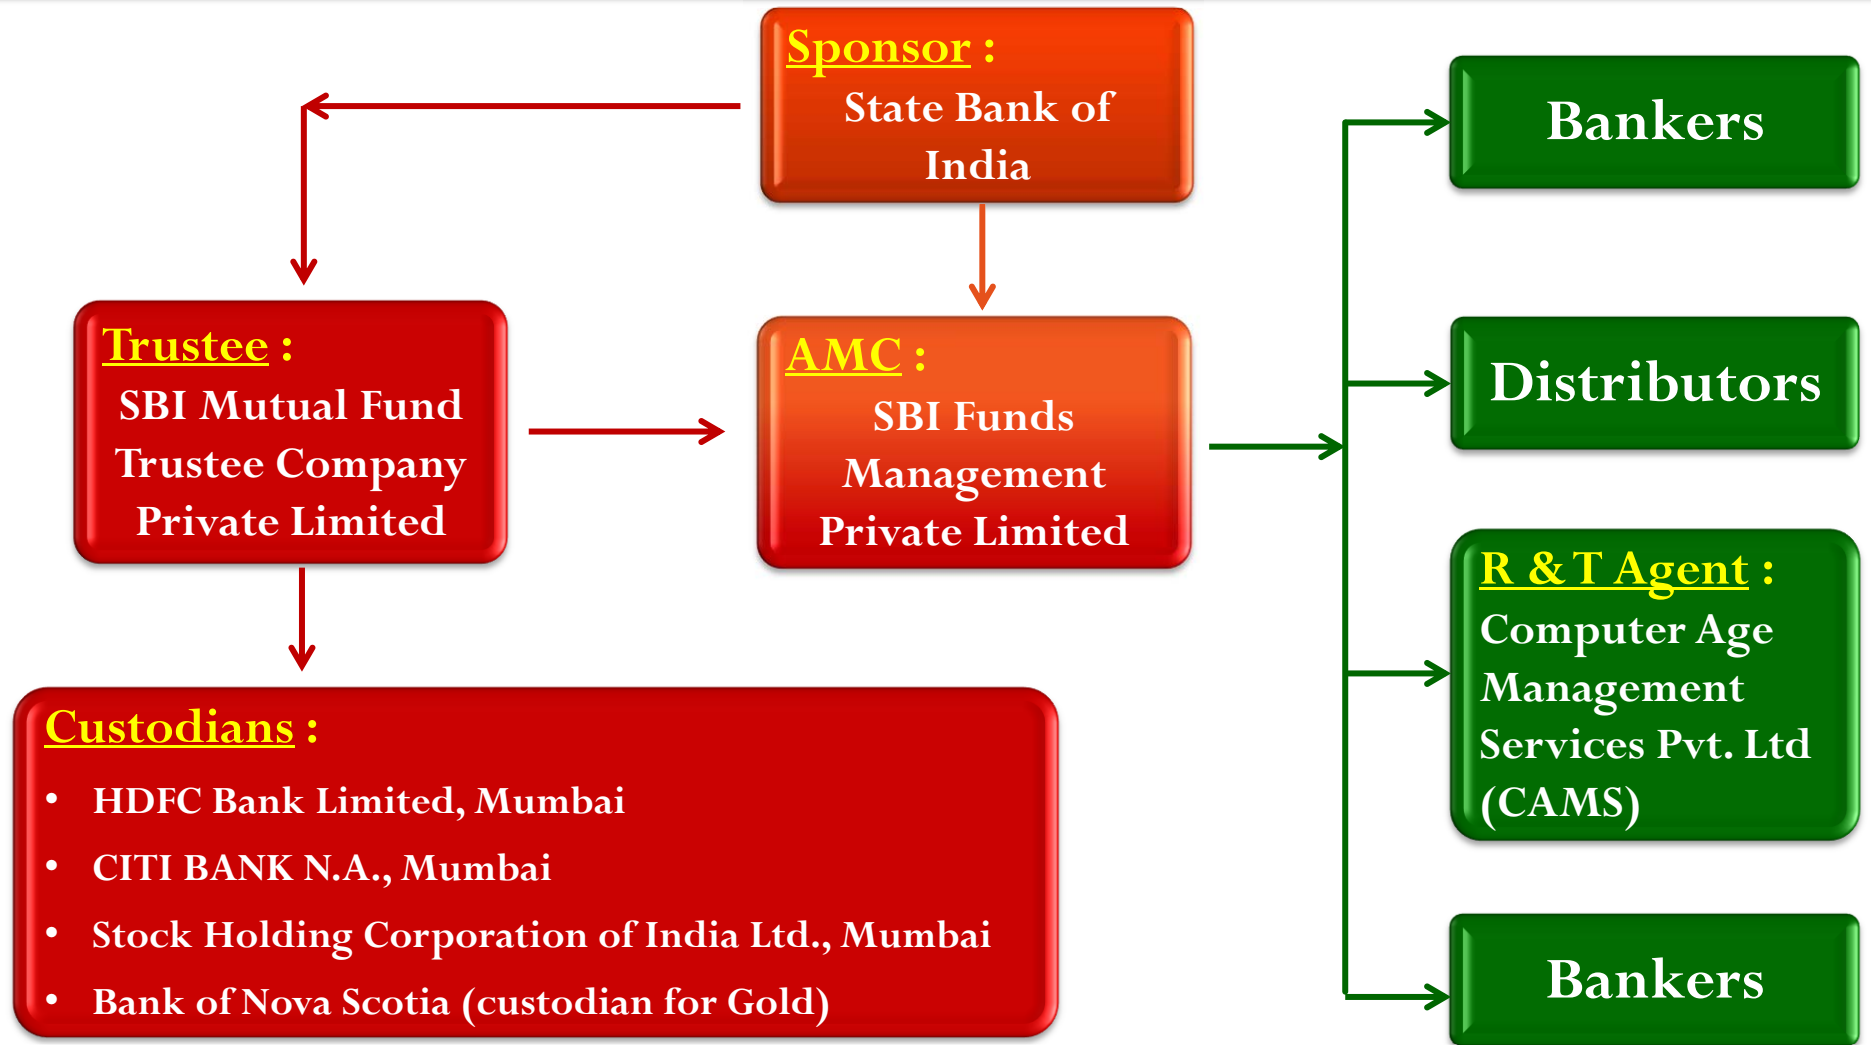 Sponsor :
State Bank of
India
Bankers
Trustee :
SBI Mutual Fund
Trustee Company
Private Limited
AMC :
SBI Funds
Management
Private Limited
Distributors
R & T Agent :
Computer Age
Management
Services Pvt. Ltd
(CAMS)
Custodians :
• HDFC Bank Limited, Mumbai
• CITI BANK N.A., Mumbai
• Stock Holding Corporation of India Ltd., Mumbai
• Bank of Nova Scotia (custodian for Gold)
Bankers